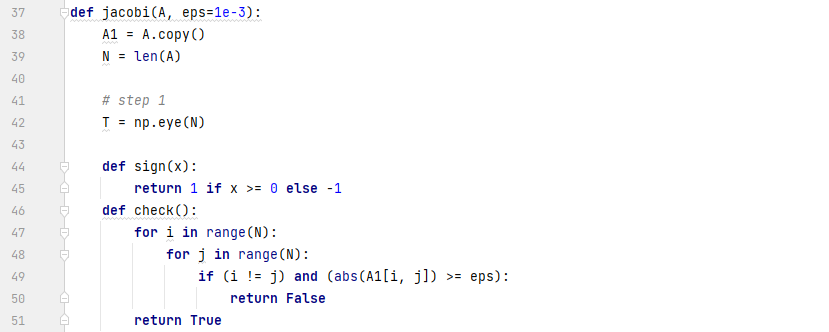 37 def jacobi(A, eps=1e-3):
38     A1 = A.copy()
39     N = len(A)
40
41     # step 1
42     T = np.eye(N)
43
44     def sign(x):
45         return 1 if x >= 0 else -1
46     def check():
47         for i in range(N):
48             for j in range(N):
49                 if (i != j) and (abs(A1[i, j]) >= eps):
50                     return False
51         return True